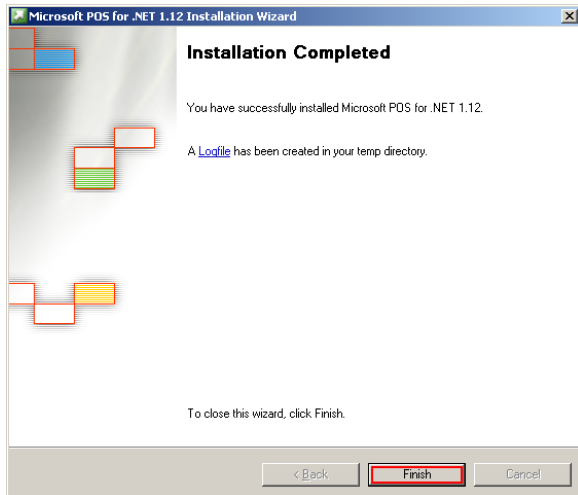 Microsoft POS for .NET 1.12 Installation Wizard
Installation Completed
You have successfully installed Microsoft POS for .NET 1.12.
A Logfile has been created in your temp directory.
To close this wizard, click Finish.
< Back
Finish
Cancel